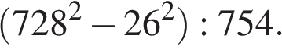 (728² − 26²) : 754.